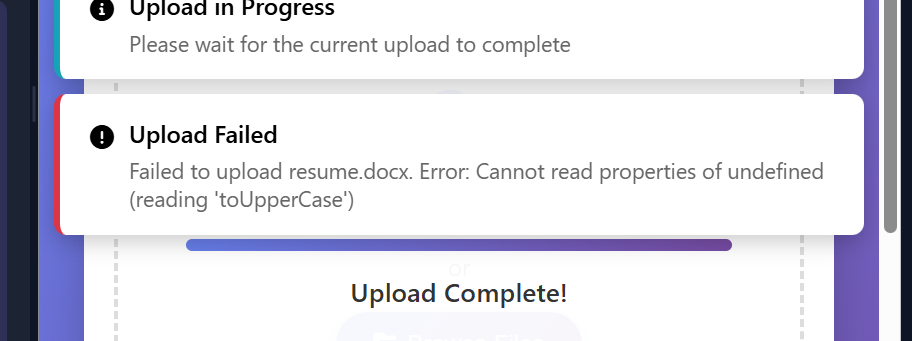 Upload in Progress
Please wait for the current upload to complete
Upload Failed
Failed to upload resume.docx. Error: Cannot read properties of undefined
(reading 'toUpperCase')
or
Upload Complete!